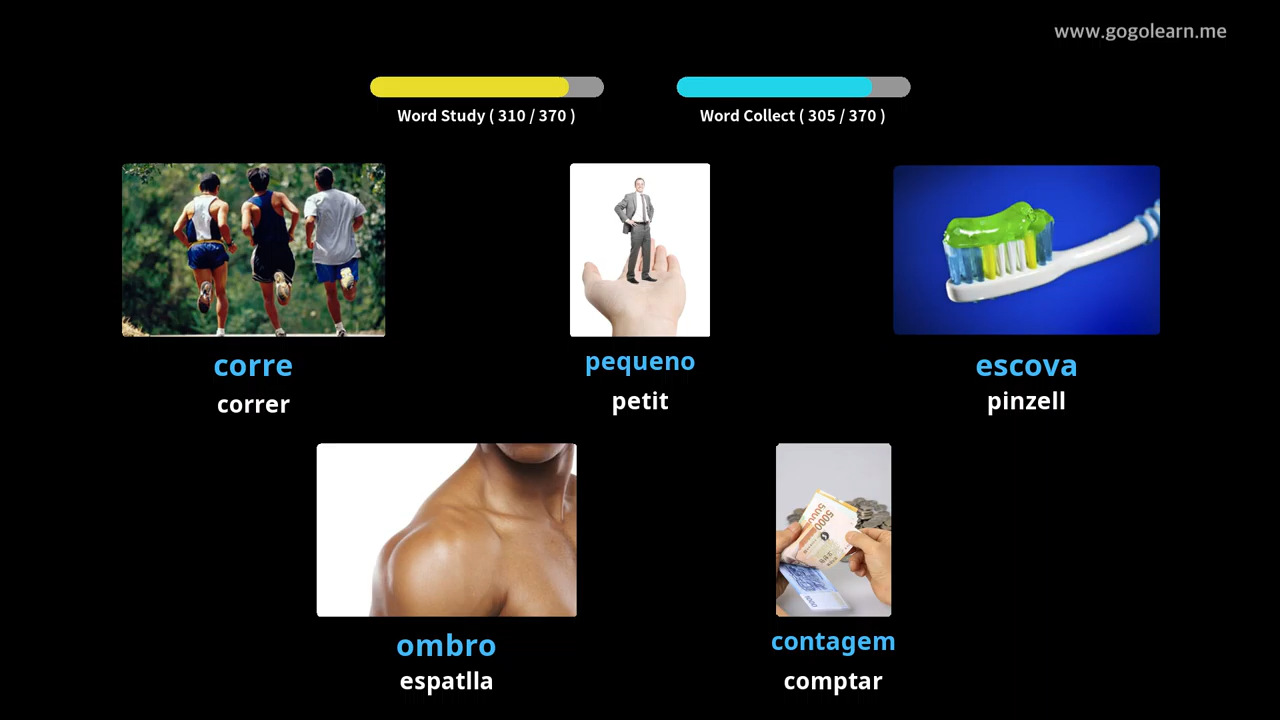 www.gogolearn.me
Word Study ( 310 / 370 )
Word Collect ( 305 / 370 )
corre
correr
pequeno
petit
escova
pinzell
ombro
espatlla
contagem
comptar
5000